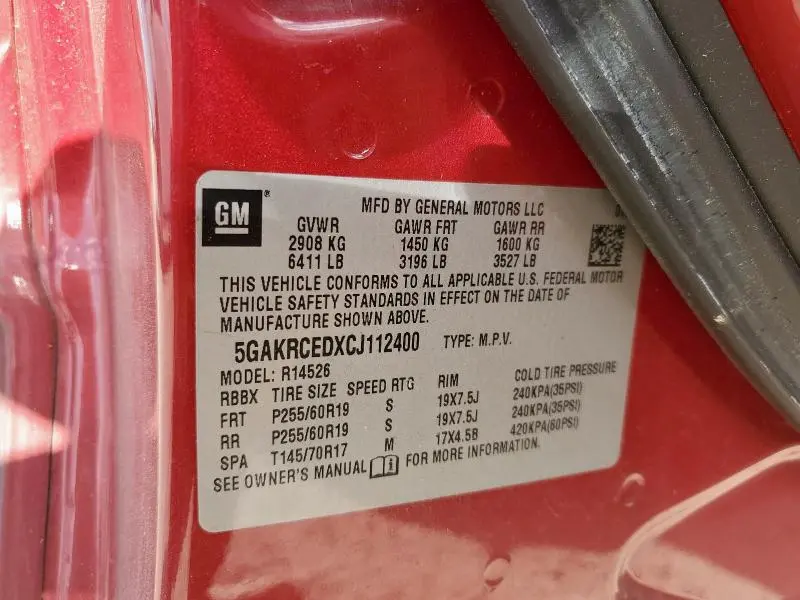 GM ®
MFD BY GENERAL MOTORS LLC
GVWR GAWR FRT GAWR RR
2908 KG 1450 KG 1600 KG
6411 LB 3196 LB 3527 LB
THIS VEHICLE CONFORMS TO ALL APPLICABLE U.S. FEDERAL MOTOR
VEHICLE SAFETY STANDARDS IN EFFECT ON THE DATE OF
MANUFACTURE SHOWN ABOVE.
5GAKRCEDXCJ112400 TYPE: M.P.V.
MODEL: R14526
RBBX TIRE SIZE SPEED RTG RIM COLD TIRE PRESSURE
FRT P255/60R19 S 19X7.5J 240KPA(35PSI)
RR P255/60R19 S 19X7.5J 240KPA(35PSI)
SPA T145/70R17 M 17X4.5B 420KPA(60PSI)
SEE OWNER'S MANUAL FOR MORE INFORMATION.